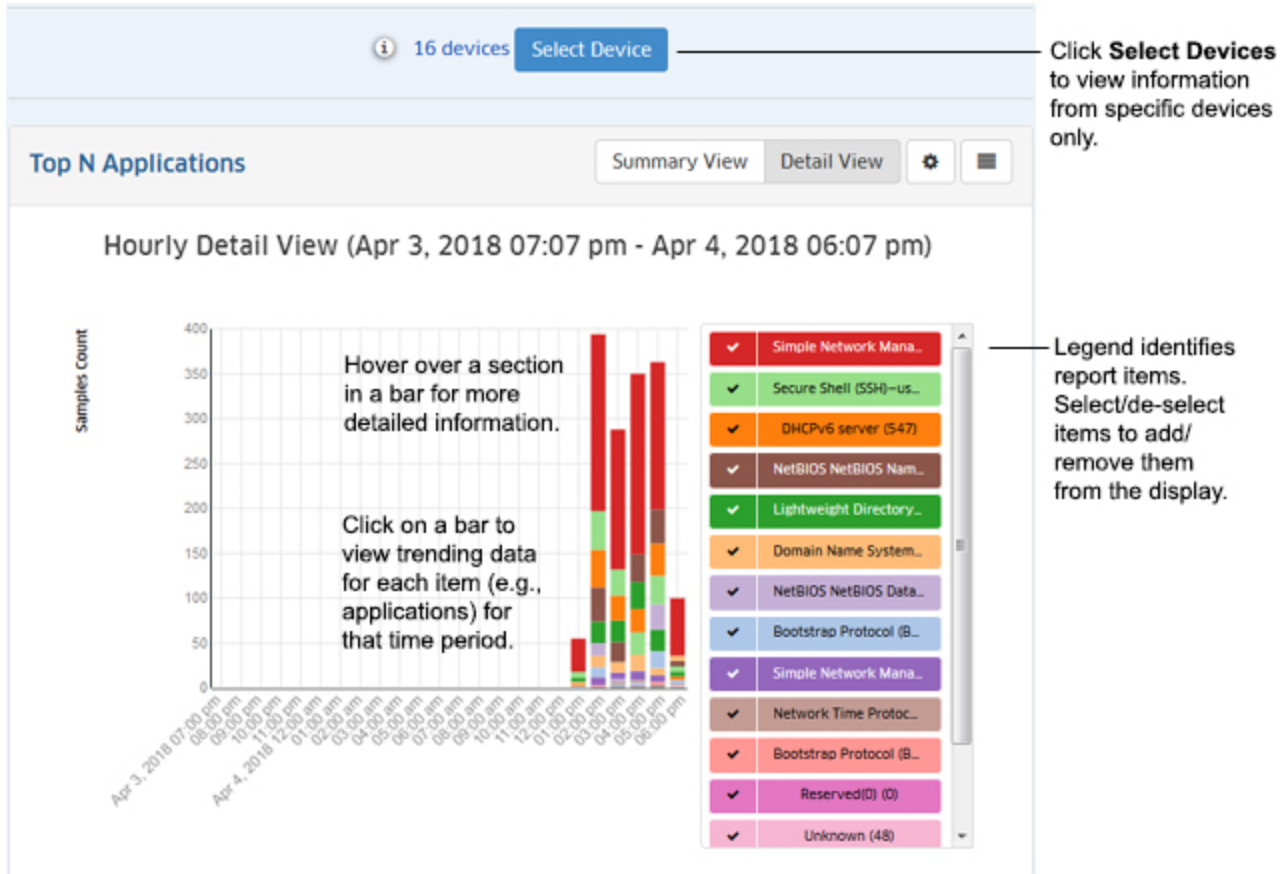 16 devices Select Device
Click Select Devices
to view information
from specific devices
only.
Top N Applications
Summary View Detail View
Hourly Detail View (Apr 3, 2018 07:07 pm - Apr 4, 2018 06:07 pm)
Samples Count
400
350
300
250
200
150
100
50
0
Hover over a section
in a bar for more
detailed information.
Click on a bar to
view trending data
for each item (e.g.,
applications) for
that time period.
Apr 3, 2018 07:00 pm
08:00 pm
09:00 pm
10:00 pm
11:00 pm
Apr 4, 2018 12:00 am
01:00 am
02:00 am
03:00 am
04:00 am
05:00 am
06:00 am
07:00 am
08:00 am
09:00 am
10:00 am
11:00 am
12:00 pm
01:00 pm
02:00 pm
03:00 pm
04:00 pm
05:00 pm
06:00 pm
Simple Network Mana...
Secure Shell (SSH)—us...
DHCPv6 server (547)
NetBIOS NetBIOS Nam...
Lightweight Directory...
Domain Name System...
NetBIOS NetBIOS Data...
Bootstrap Protocol (B...
Simple Network Mana...
Network Time Protoc...
Bootstrap Protocol (B...
Reserved(0) (0)
Unknown (48)
Legend identifies
report items.
Select/de-select
items to add/
remove them
from the display.